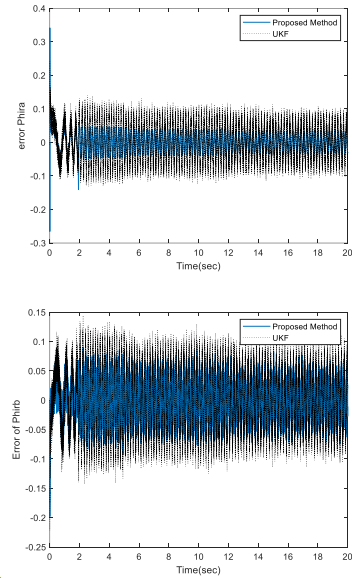 0.4
0.3
0.2
0.1
0
-0.1
-0.2
-0.3
error Phira
Proposed Method
UKF
0 2 4 6 8 10 12 14 16 18 20
Time(sec)
0.15
0.1
0.05
0
-0.05
-0.1
-0.15
-0.2
-0.25
Error of Phirb
Proposed Method
UKF
0 2 4 6 8 10 12 14 16 18 20
Time(sec)